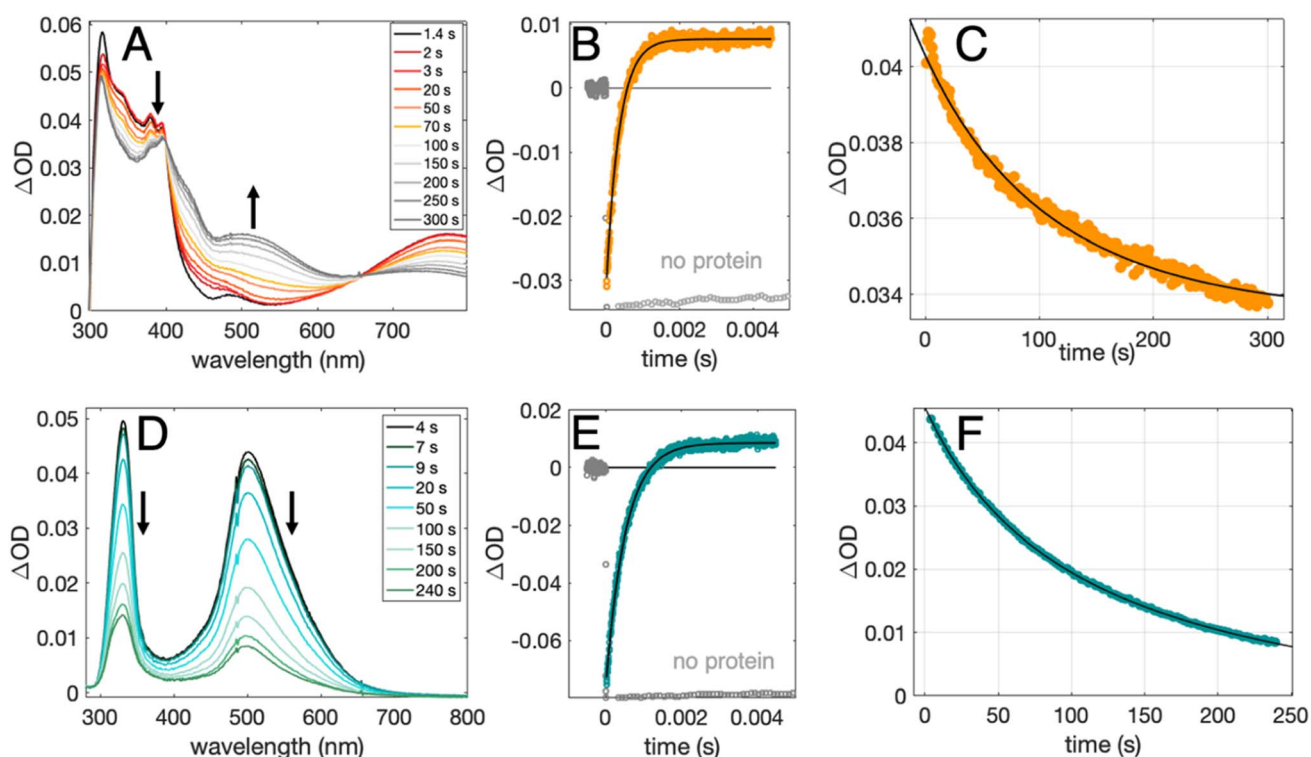 A
0.06
0.05
0.04
0.03
0.02
0.01
0
ΔOD
300 400 500 600 700
wavelength (nm)
1.4 s
2 s
3 s
20 s
50 s
70 s
100 s
150 s
200 s
250 s
300 s
B
0.01
0
-0.01
-0.02
-0.03
ΔOD
no protein
0 0.002 0.004
time (s)
C
0.04
0.038
0.036
0.034
ΔOD
0 100 200 300
time (s)
D
0.05
0.04
0.03
0.02
0.01
0
ΔOD
300 400 500 600 700 800
wavelength (nm)
4 s
7 s
9 s
20 s
50 s
100 s
150 s
200 s
240 s
E
0.02
0
-0.02
-0.04
-0.06
ΔOD
no protein
0 0.002 0.004
time (s)
F
0.04
0.03
0.02
0.01
0
ΔOD
0 50 100 150 200 250
time (s)